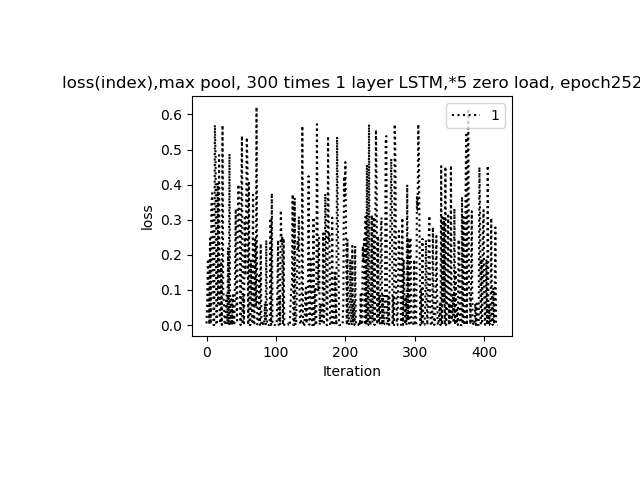 loss(index),max pool, 300 times 1 layer LSTM,*5 zero load, epoch252
1
0.6
0.5
0.4
0.3
0.2
0.1
0.0
loss
0 100 200 300 400
Iteration